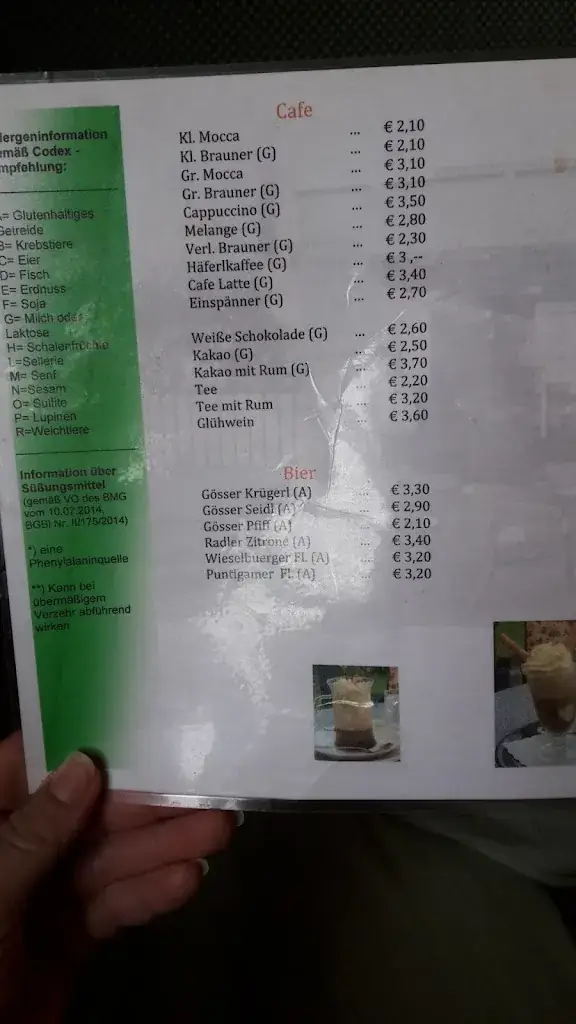 Cafe
Kl. Mocca ... € 2,10
Kl. Brauner (G) ... € 2,10
Gr. Mocca ... € 3,10
Gr. Brauner (G) ... € 3,10
Cappuccino (G) ... € 3,50
Melange (G) ... € 2,80
Verl. Brauner (G) ... € 2,30
Häferlkaffee (G) ... € 3 ,--
Cafe Latte (G) ... € 3,40
Einspänner (G) ... € 2,70
Weiße Schokolade (G) ... € 2,60
Kakao (G) ... € 2,50
Kakao mit Rum (G) ... € 3,70
Tee ... € 2,20
Tee mit Rum ... € 3,20
Glühwein ... € 3,60
Bier
Gösser Krügerl (A) ... € 3,30
Gösser Seidl (A) ... € 2,90
Gösser Pfiff (A) ... € 2,10
Radler Zitrone (A) ... € 3,40
Wieselbuerger Fl. (A) ... € 3,20
Puntigamer Fl. (A) ... € 3,20
lergeninformation
emäß Codex -
mpfehlung:
A= Glutenhaltiges
Getreide
B= Krebstiere
C= Eier
D= Fisch
E= Erdnuss
F= Soja
G= Milch oder
Laktose
H= Schalenfrüchte
L=Sellerie
M= Senf
N=Sesam
O= Sulfite
P= Lupinen
R=Weichtiere
Information über
Süßungsmittel
(gemäß VO des BMG
vom 10.02.2014,
BGBl Nr. II/175/2014)
*) eine
Phenylalaninquelle
**) Kann bei
übermäßigem
Verzehr abführend
wirken